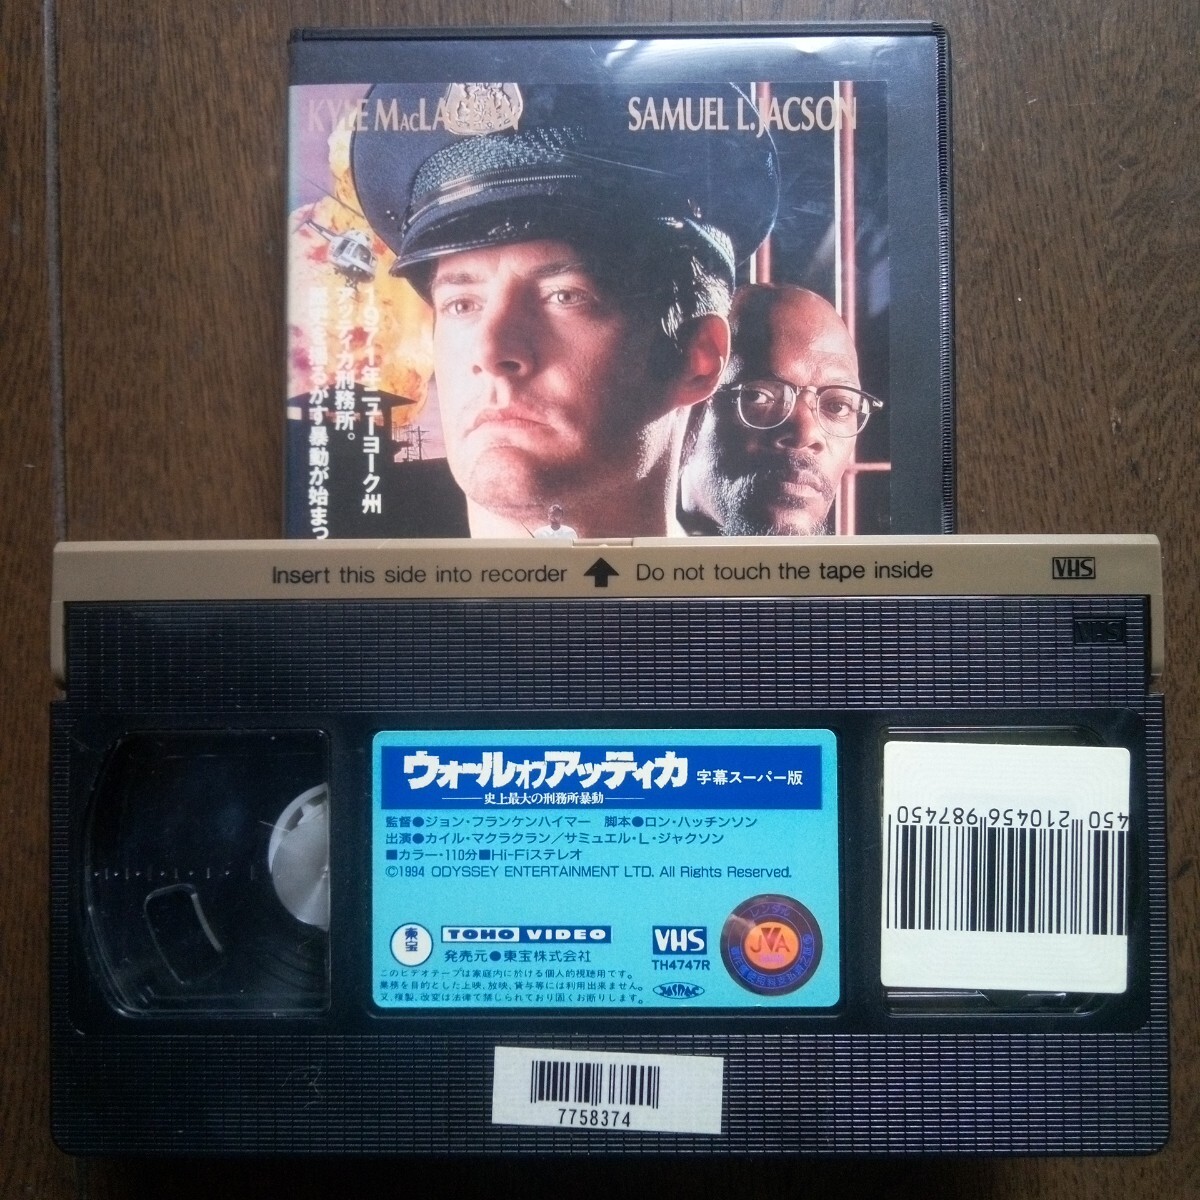 KYLE MACLA
SAMUEL L. JACSON
1971年ニューヨーク州
アッティカ刑務所。
を揺るがす暴動が始まっ
Insert this side into recorder
Do not touch the tape inside
VHS
VHS
ウォールオブアッティカ 字幕スーパー版
史上最大の刑務所暴動
監督●ジョン・フランケンハイマー 脚本●ロン・ハッチンソン
出演●カイル・マクラクラン/サミュエル・L・ジャクソン
■カラー・110分■Hi-Fiステレオ
©1994 ODYSSEY ENTERTAINMENT LTD. All Rights Reserved.
東宝
TOHO VIDEO
発売元●東宝株式会社
VHS
TH4747R
JASRAC
レンタル
JVA
このビデオテープは家庭内に於ける個人的視聴用です。
業務を目的とした上映、放映、貸与等には利用出来ません。
又、複製、改変は法律で禁じられており固くお断りします。
450 210456 987450
7758374